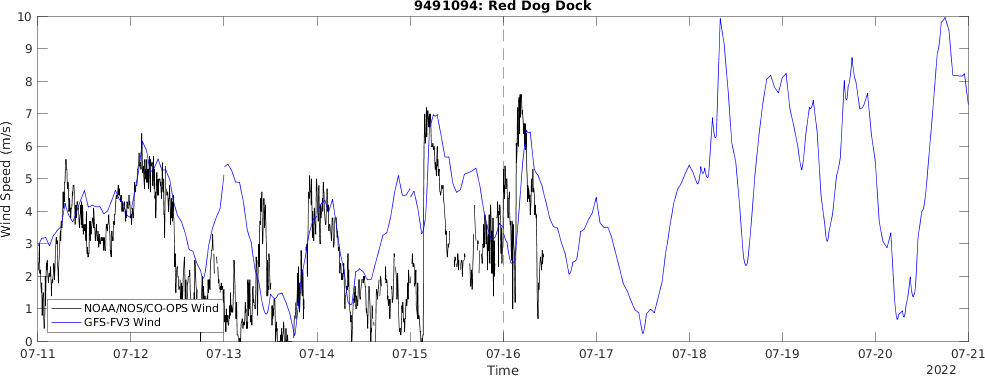 9491094: Red Dog Dock
10
9
8
7
6
5
4
3
2
1
0
Wind Speed (m/s)
NOAA/NOS/CO-OPS Wind
GFS-FV3 Wind
07-11 07-12 07-13 07-14 07-15 07-16 07-17 07-18 07-19 07-20 07-21
Time
2022